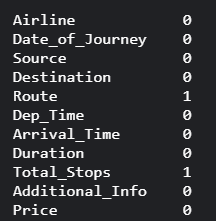 Airline 0
Date_of_Journey 0
Source 0
Destination 0
Route 1
Dep_Time 0
Arrival_Time 0
Duration 0
Total_Stops 1
Additional_Info 0
Price 0